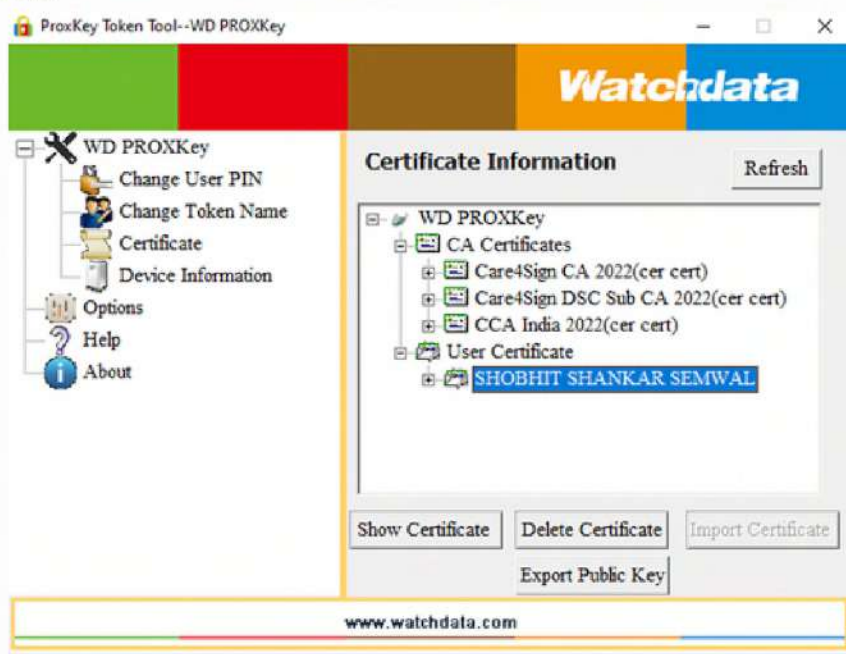 ProxKey Token Tool--WD PROXKey
Watchdata
WD PROXKey
Change User PIN
Change Token Name
Certificate
Device Information
Options
Help
About
Certificate Information
Refresh
WD PROXKey
CA Certificates
Care4Sign CA 2022(cer cert)
Care4Sign DSC Sub CA 2022(cer cert)
CCA India 2022(cer cert)
User Certificate
SHOBHIT SHANKAR SEMWAL
Show Certificate Delete Certificate Import Certificate
Export Public Key
www.watchdata.com